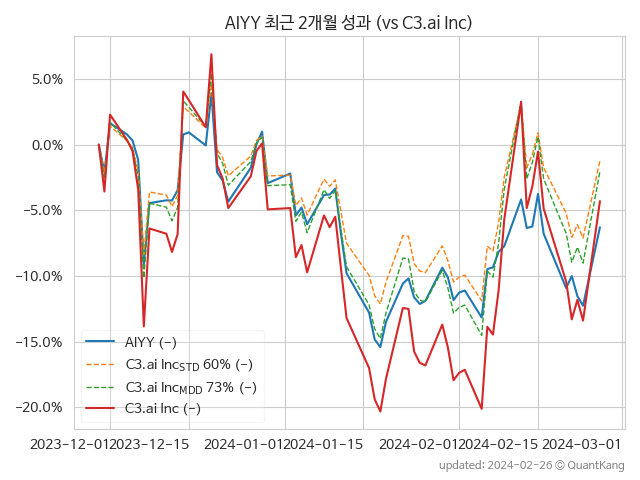 AIYY 최근 2개월 성과 (vs C3.ai Inc)
5.0%
0.0%
−5.0%
−10.0%
−15.0%
−20.0%
AIYY (−)
C3.ai IncSTD 60% (−)
C3.ai IncMDD 73% (−)
C3.ai Inc (−)
2023−12−01 2023−12−15 2024−01−01 2024−01−15 2024−02−01 2024−02−15 2024−03−01
updated: 2024−02−26 © QuantKang